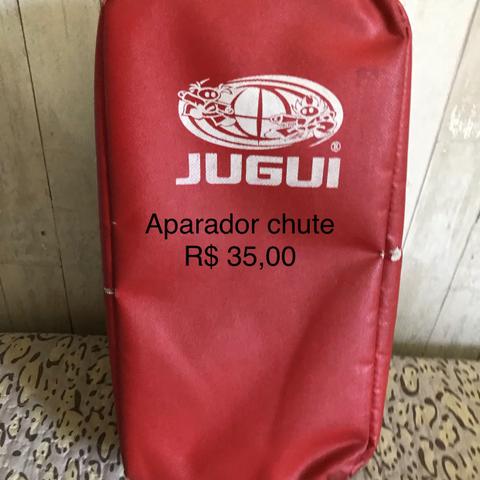 JUGUI
®
Aparador chute
R$ 35,00